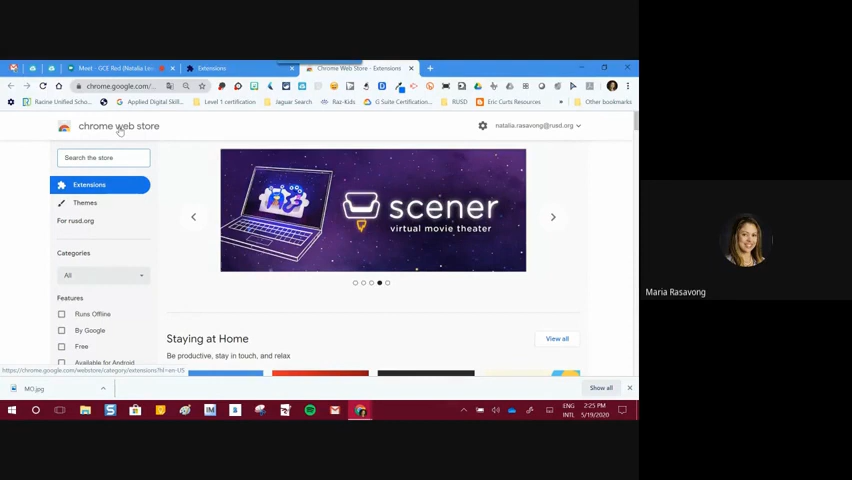 Meet - GCE Red (Natalia Le
Extensions
Chrome Web Store - Extensions
chrome.google.com/...
Racine Unified Scho...
Applied Digital Skill...
Level 1 certification
Jaguar Search
Raz-Kids
G Suite Certification...
RUSD
Eric Curts Resources
Other bookmarks
chrome web store
natalia.rasavong@rusd.org
Search the store
Extensions
Themes
For rusd.org
Categories
All
Features
Runs Offline
By Google
Free
Available for Android
scener
virtual movie theater
Staying at Home
View all
Be productive, stay in touch, and relax
https://chrome.google.com/webstore/category/extensions?hl=en-US
MO.jpg
Show all
ENG
INTL
2:25 PM
5/19/2020
Maria Rasavong